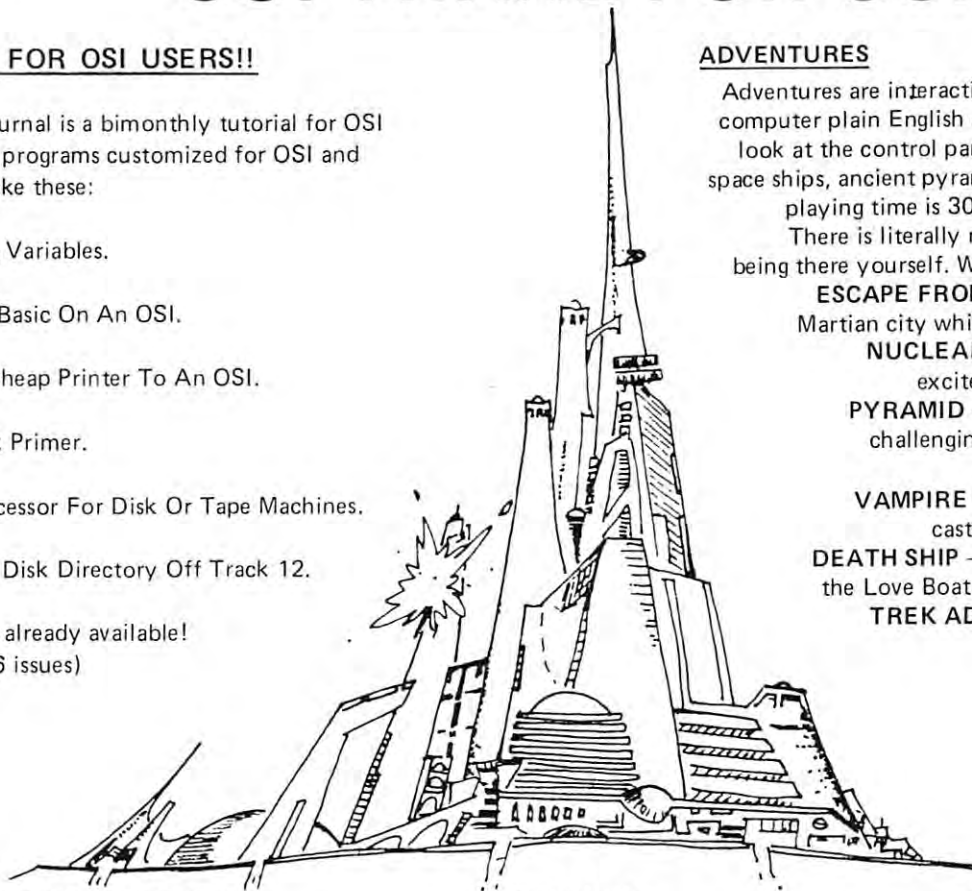 FOR OSI USERS!!
urnal is a bimonthly tutorial for OSI
programs customized for OSI and
ke these:
Variables.
Basic On An OSI.
heap Printer To An OSI.
Primer.
cessor For Disk Or Tape Machines.
Disk Directory Off Track 12.
already available!
6 issues)
ADVENTURES
Adventures are interacti
computer plain English
look at the control pa
space ships, ancient pyra
playing time is 30
There is literally
being there yourself. W
ESCAPE FRO
Martian city whi
NUCLEA
excite
PYRAMID
challengin
VAMPIRE
cast
DEATH SHIP –
the Love Boat
TREK AD